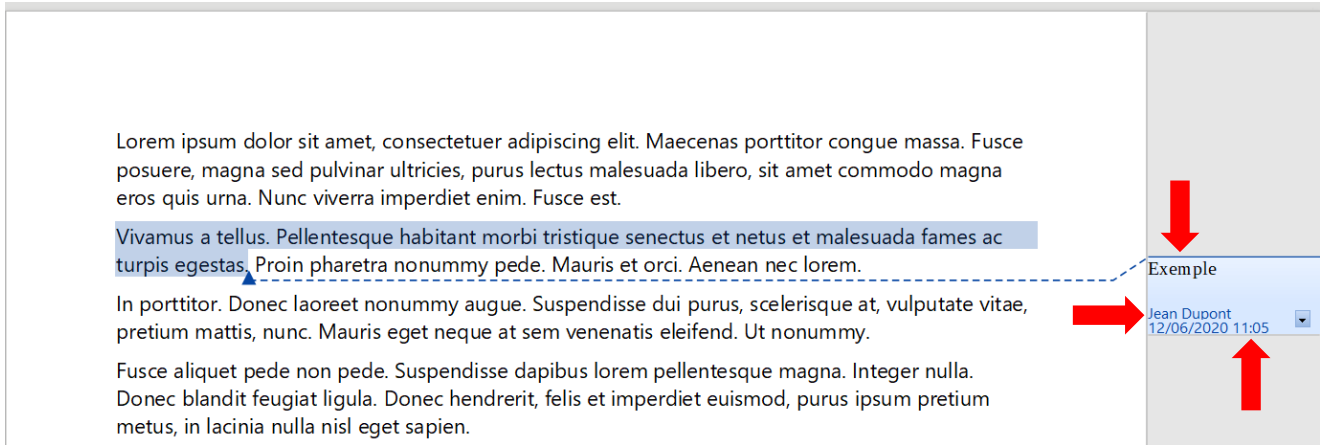 Lorem ipsum dolor sit amet, consectetuer adipiscing elit. Maecenas porttitor congue massa. Fusce
posuere, magna sed pulvinar ultricies, purus lectus malesuada libero, sit amet commodo magna
eros quis urna. Nunc viverra imperdiet enim. Fusce est.
Vivamus a tellus. Pellentesque habitant morbi tristique senectus et netus et malesuada fames ac
turpis egestas. Proin pharetra nonummy pede. Mauris et orci. Aenean nec lorem.
In porttitor. Donec laoreet nonummy augue. Suspendisse dui purus, scelerisque at, vulputate vitae,
pretium mattis, nunc. Mauris eget neque at sem venenatis eleifend. Ut nonummy.
Fusce aliquet pede non pede. Suspendisse dapibus lorem pellentesque magna. Integer nulla.
Donec blandit feugiat ligula. Donec hendrerit, felis et imperdiet euismod, purus ipsum pretium
metus, in lacinia nulla nisl eget sapien.
Exemple
Jean Dupont
12/06/2020 11:05